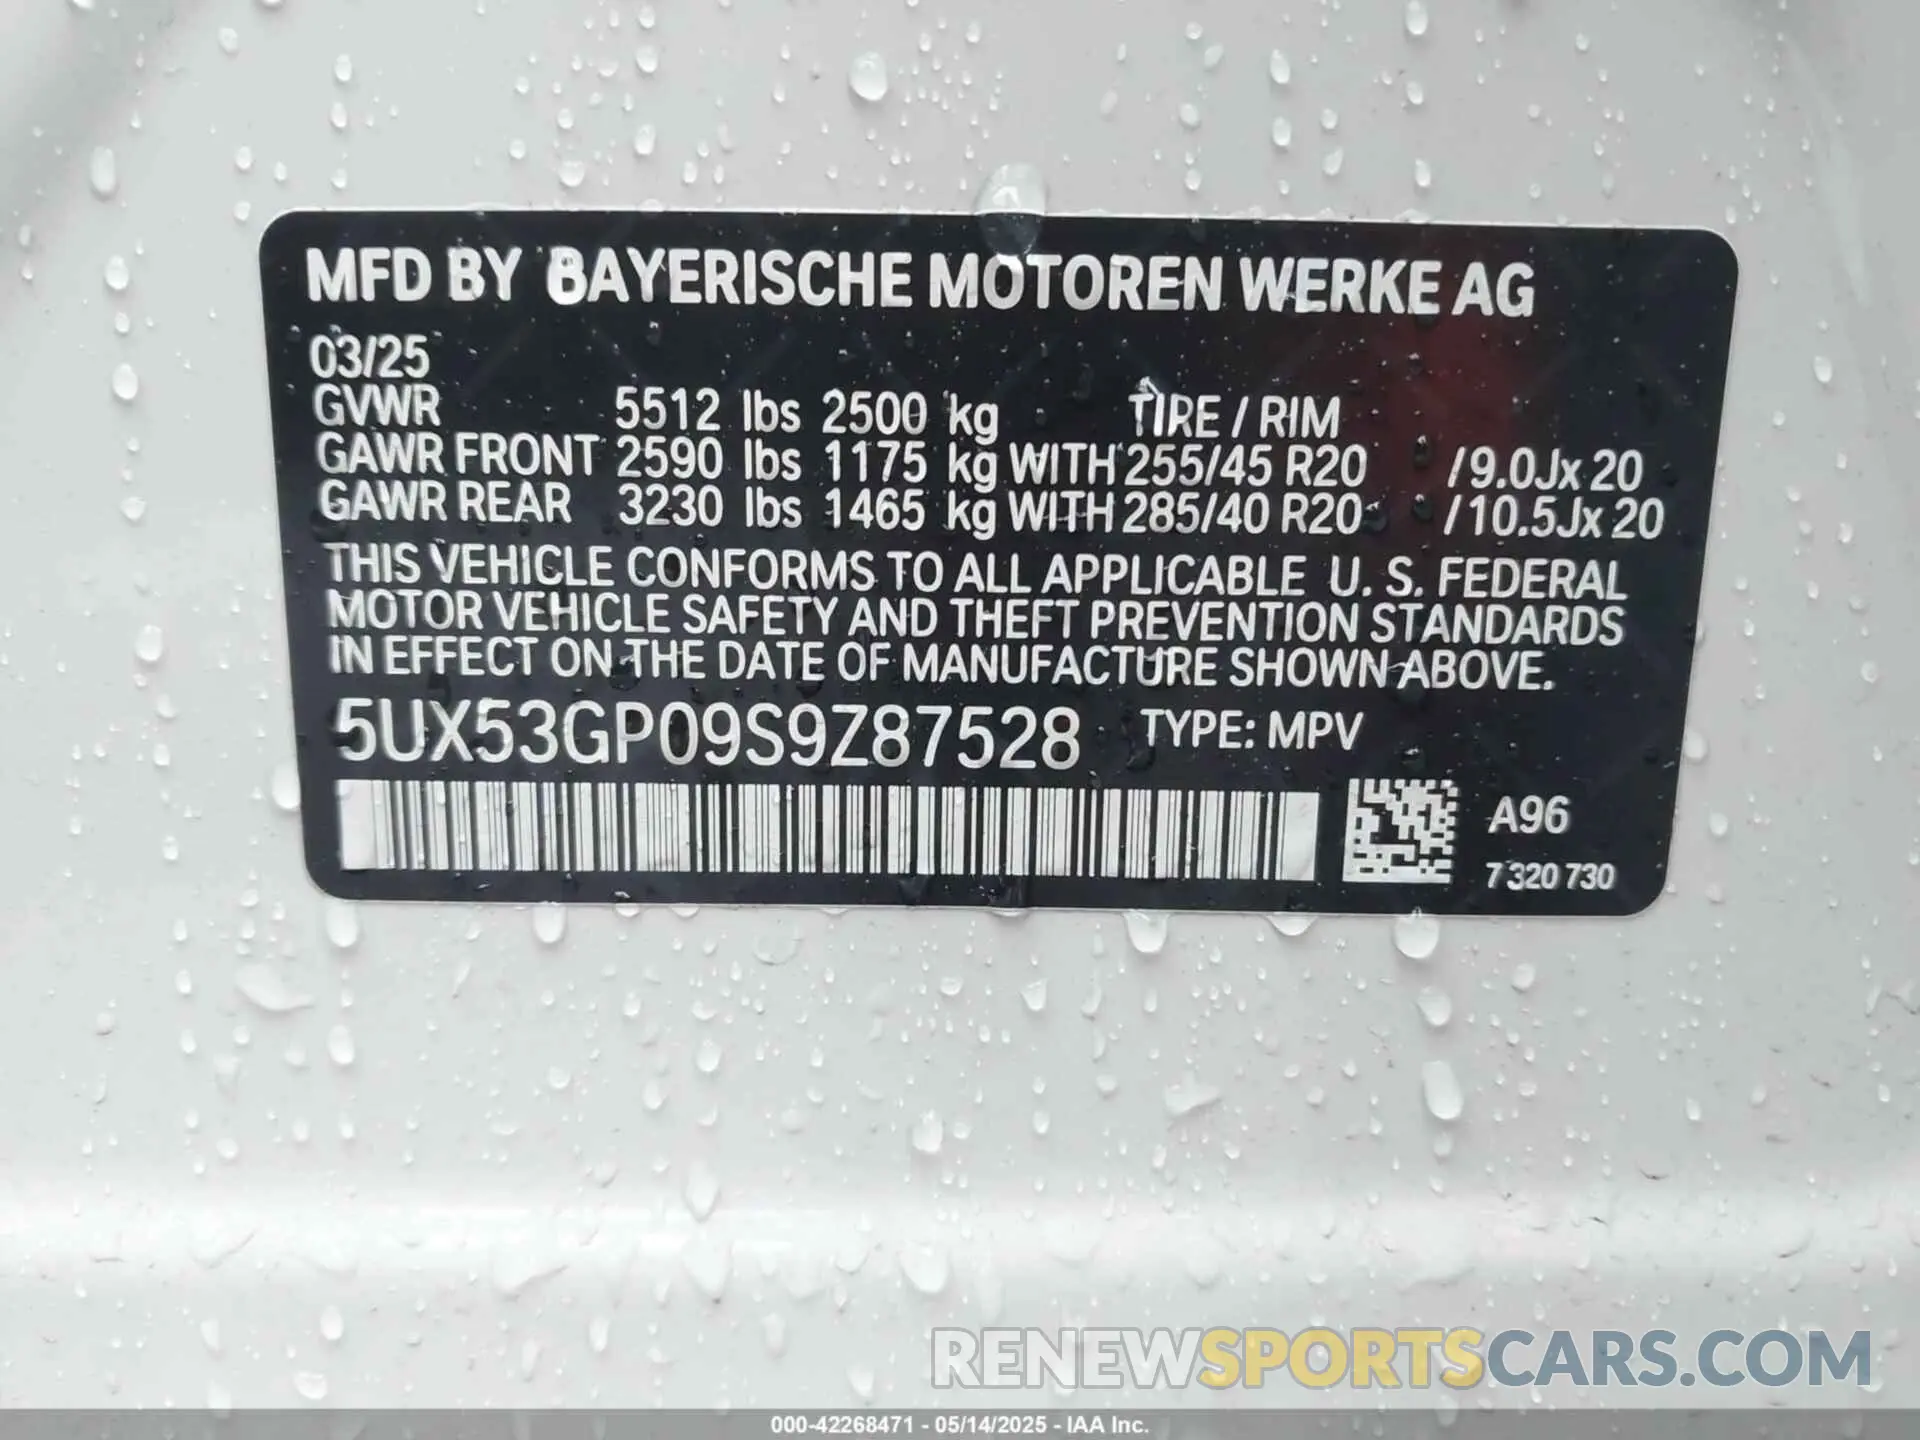 MFD BY BAYERISCHE MOTOREN WERKE AG
03/25
GVWR 5512 lbs 2500 kg TIRE / RIM
GAWR FRONT 2590 lbs 1175 kg WITH 255/45 R20 /9.0Jx20
GAWR REAR 3230 lbs 1465 kg WITH 285/40 R20 /10.5Jx20
THIS VEHICLE CONFORMS TO ALL APPLICABLE U. S. FEDERAL
MOTOR VEHICLE SAFETY AND THEFT PREVENTION STANDARDS
IN EFFECT ON THE DATE OF MANUFACTURE SHOWN ABOVE.
5UX53GP09S9Z87528 TYPE: MPV
A96
7 320 730
RENEWSPORTSCARS.COM
000-42268471 - 05/14/2025 - IAA Inc.